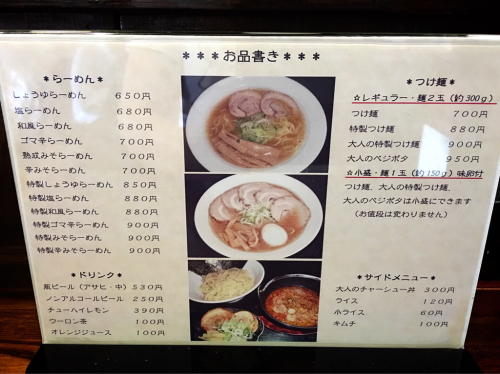 ＊＊＊お品書き＊＊＊
＊らーめん＊
しょうゆらーめん 650円
塩らーめん 680円
和風らーめん 680円
ゴマ辛らーめん 700円
熟成みそらーめん 700円
辛みそらーめん 700円
特製しょうゆらーめん 850円
特製塩らーめん 880円
特製和風らーめん 880円
特製ゴマ辛らーめん 900円
特製みそらーめん 900円
特製辛みそらーめん 900円
＊ドリンク＊
瓶ビール（アサヒ・中）530円
ノンアルコールビール 250円
チューハイレモン 390円
ウーロン茶 100円
オレンジジュース 100円
＊つけ麺＊
☆レギュラー・麺２玉（約300g）
つけ麺 700円
特製つけ麺 880円
大人の特製つけ麺 900円
大人のベジポタ 950円
☆小盛・麺１玉（約150g）味卵付
つけ麺、大人の特製つけ麺、
大人のベジポタは小盛にできます
（お値段は変わりません）
＊サイドメニュー＊
大人のチャーシュー丼 300円
ライス 120円
小ライス 60円
キムチ 100円